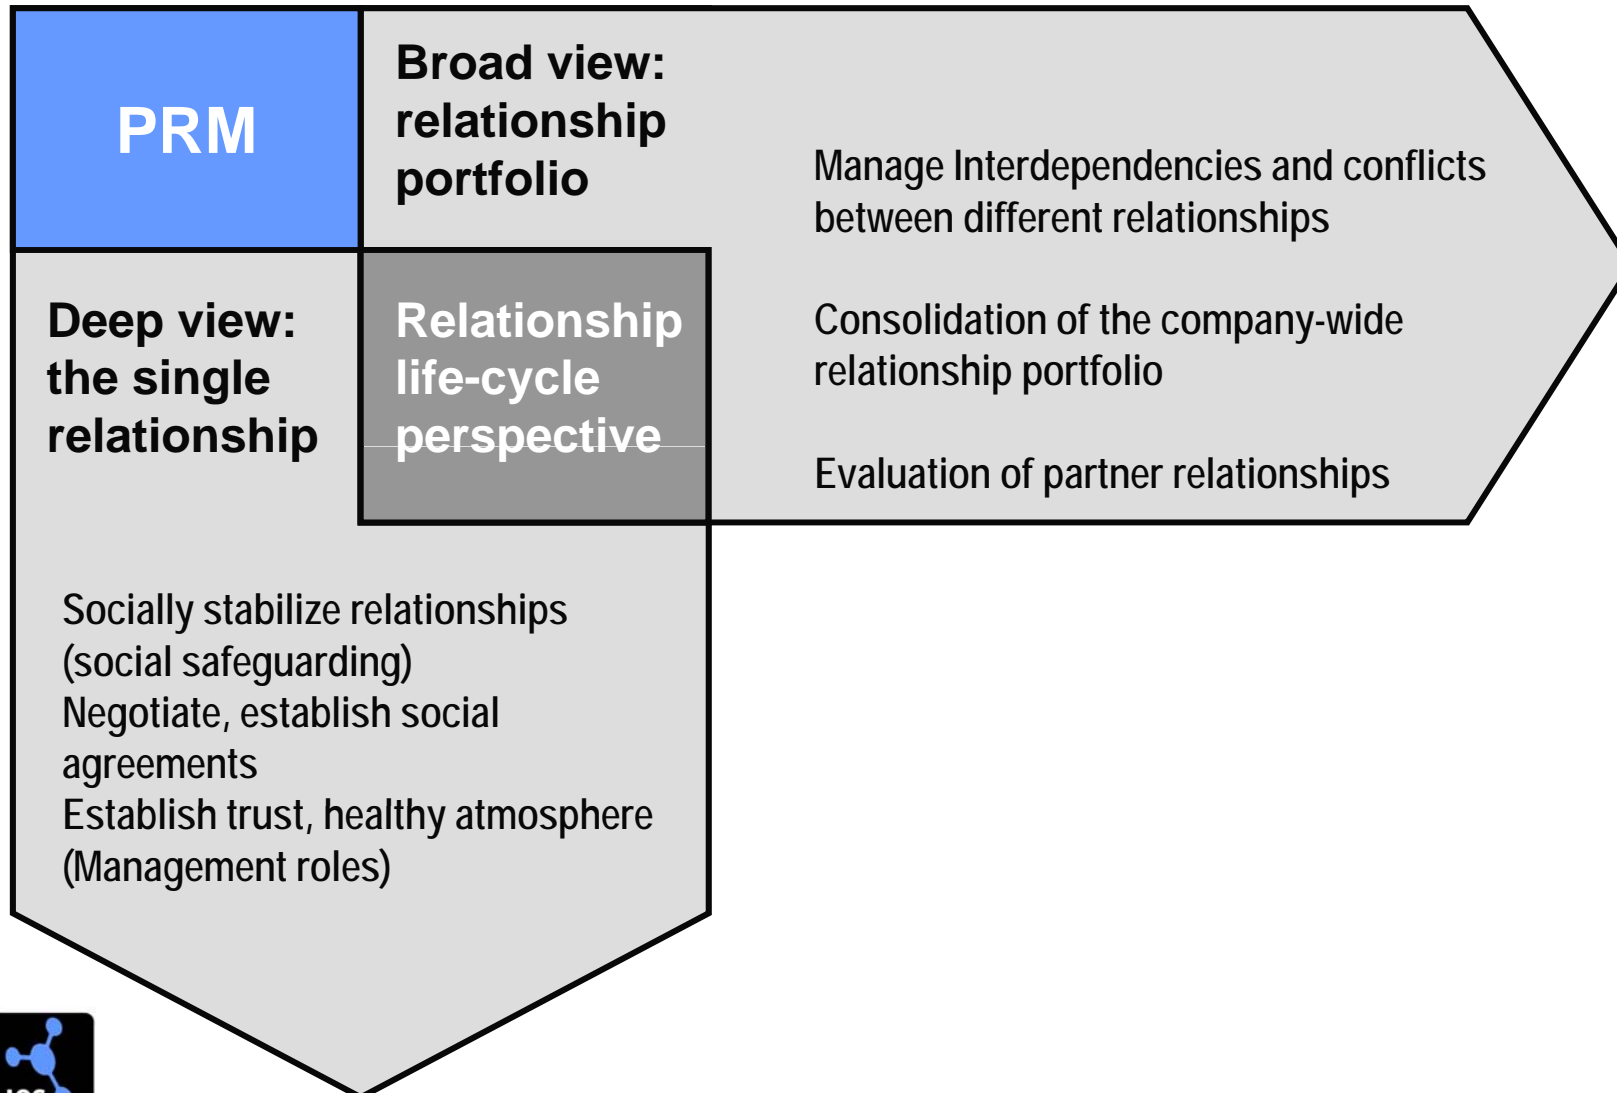 PRM
Broad view:
relationship
portfolio
Manage Interdependencies and conflicts
between different relationships
Consolidation of the company-wide
relationship portfolio
Evaluation of partner relationships
Deep view:
the single
relationship
Relationship
life-cycle
perspective
Socially stabilize relationships
(social safeguarding)
Negotiate, establish social
agreements
Establish trust, healthy atmosphere
(Management roles)